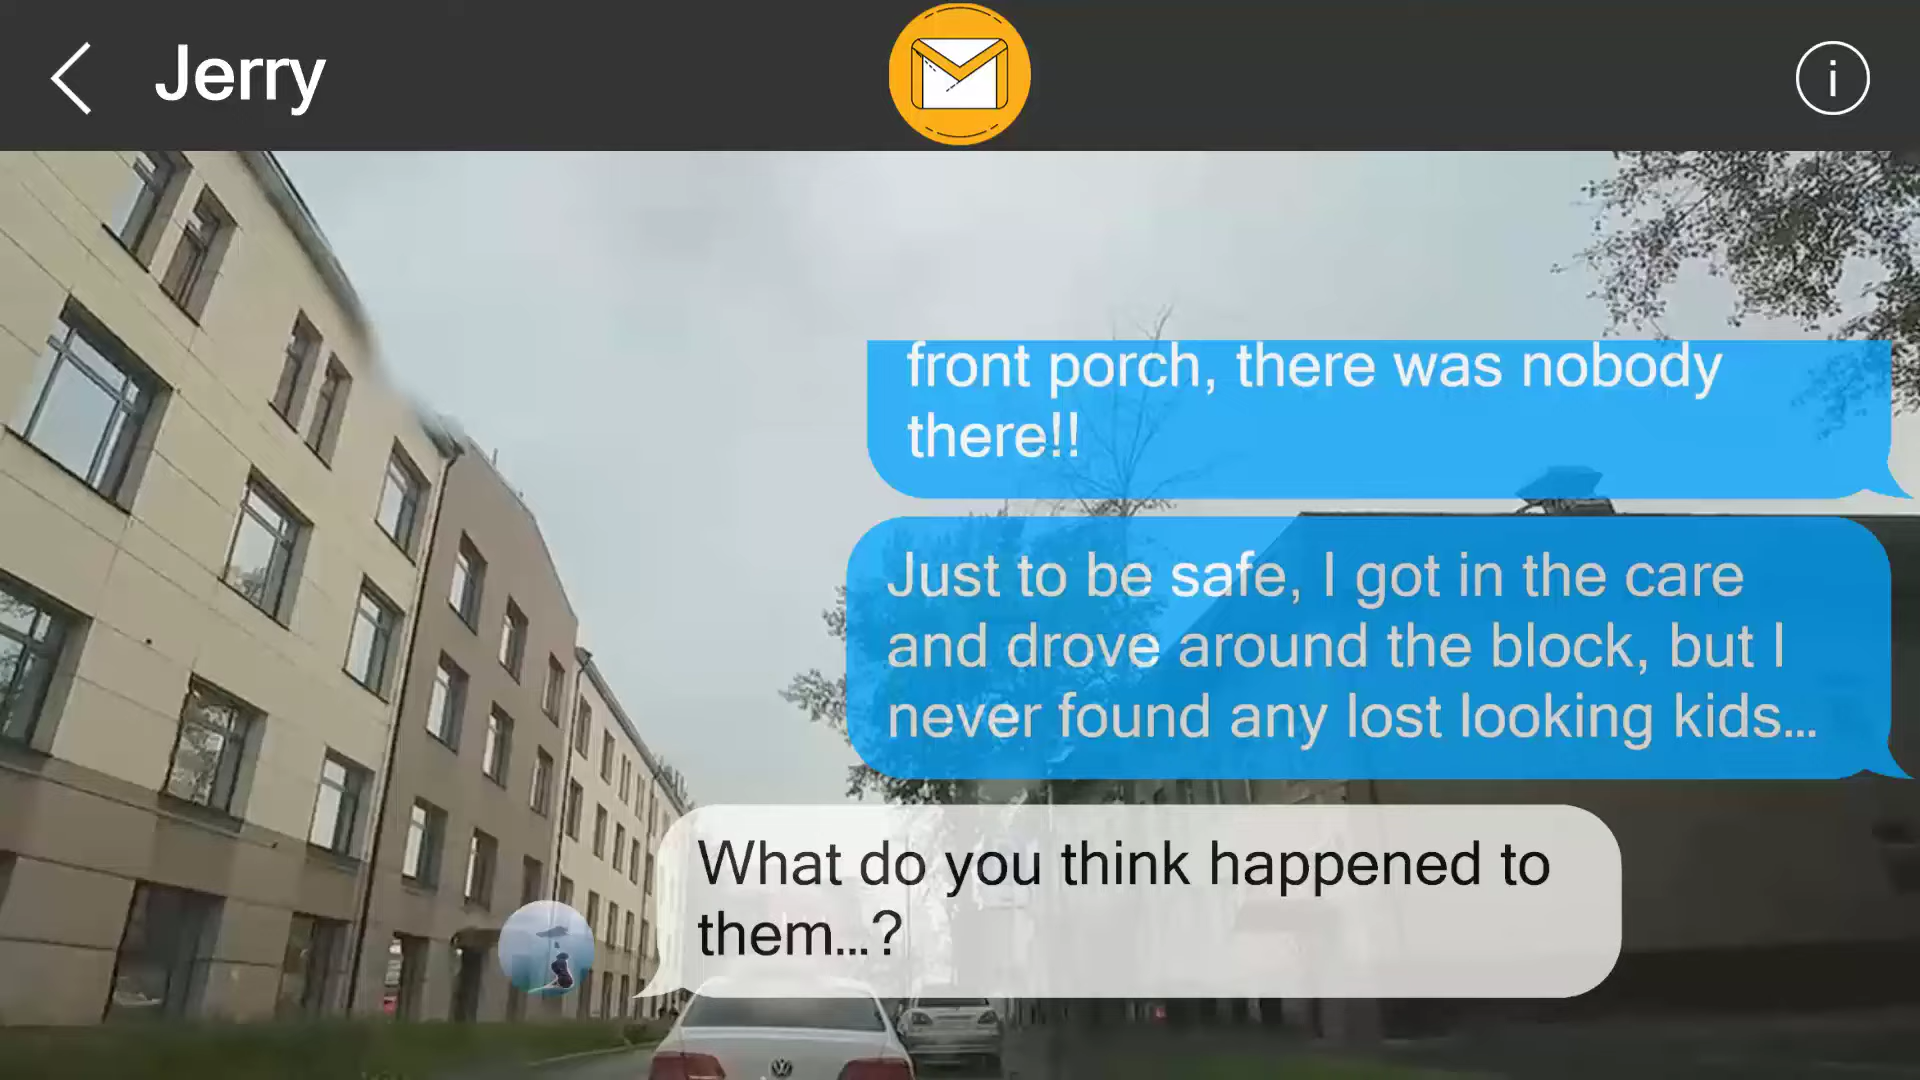 Jerry
front porch, there was nobody
there!!
Just to be safe, I got in the care
and drove around the block, but I
never found any lost looking kids...
What do you think happened to
them...?